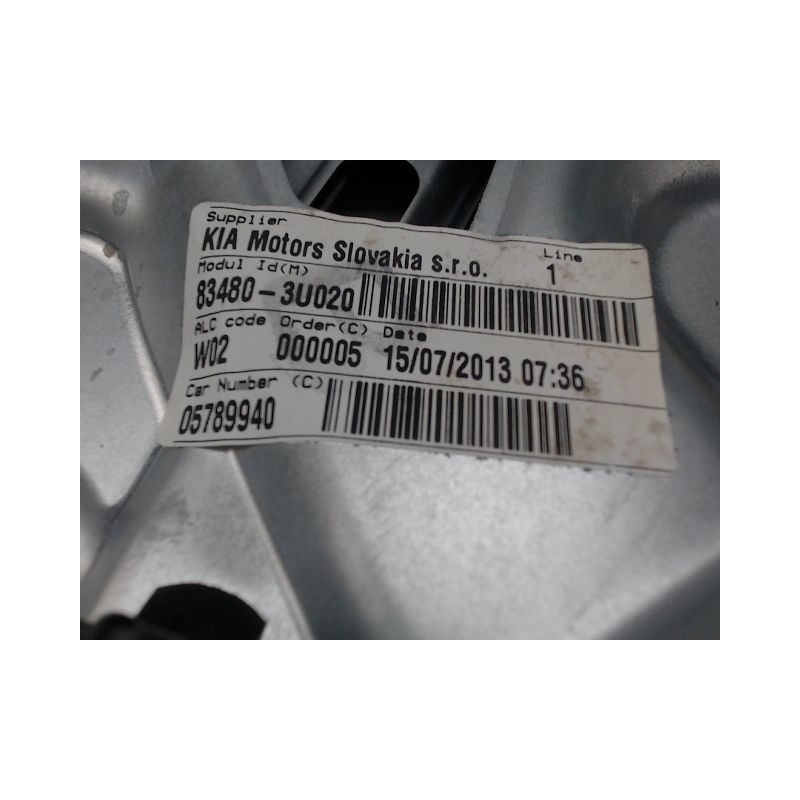 Supplier
KIA Motors Slovakia s.r.o.
Line
1
Modul Id(M)
83480-3U020
ALC code Order(C) Date
W02 000005 15/07/2013 07:36
Car Number (C)
05789940